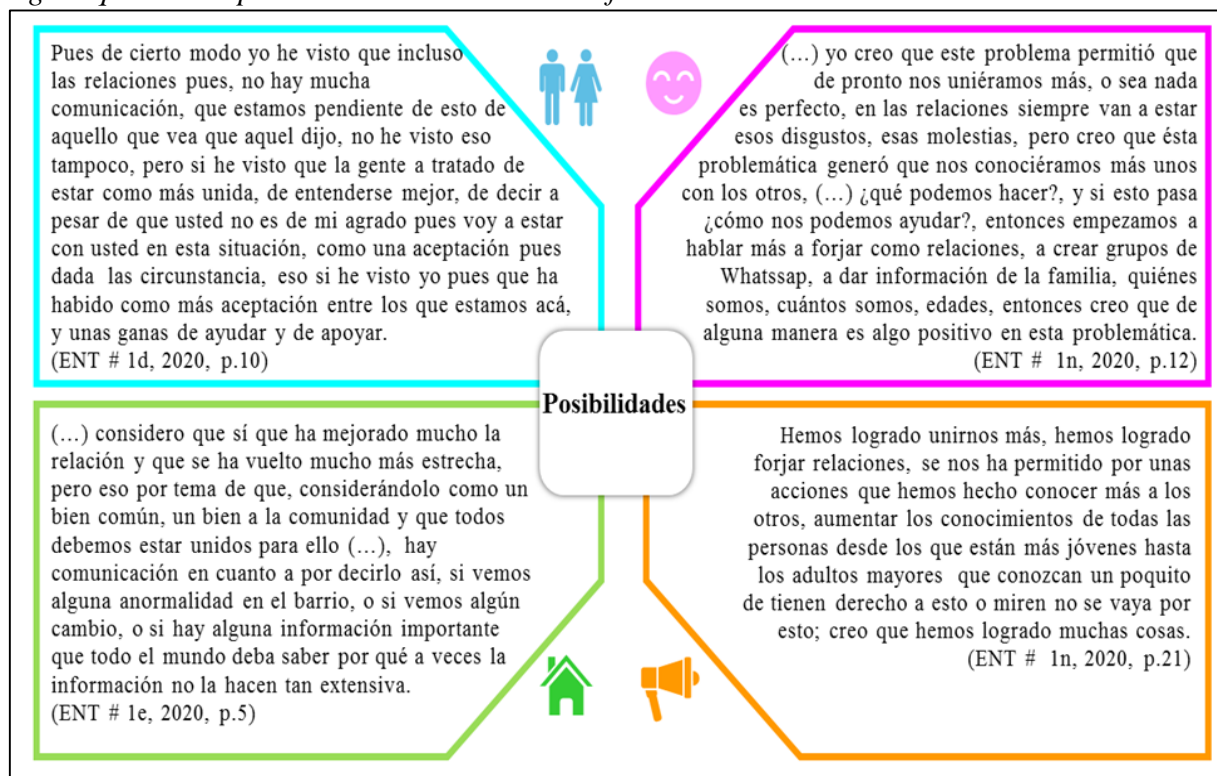 Pues de cierto modo yo he visto que incluso
las relaciones pues, no hay mucha
comunicación, que estamos pendiente de esto de
aquello que vea que aquel dijo, no he visto eso
tampoco, pero si he visto que la gente a tratado de
estar como más unida, de entenderse mejor, de decir a
pesar de que usted no es de mi agrado pues voy a estar
con usted en esta situación, como una aceptación pues
dada las circunstancia, eso si he visto yo pues que ha
habido como más aceptación entre los que estamos acá,
y unas ganas de ayudar y de apoyar.
(ENT # 1d, 2020, p.10)
(…) yo creo que este problema permitió que
de pronto nos uniéramos más, o sea nada
es perfecto, en las relaciones siempre van a estar
esos disgustos, esas molestias, pero creo que ésta
problemática generó que nos conociéramos más unos
con los otros, (…) ¿qué podemos hacer?, y si esto pasa
¿cómo nos podemos ayudar?, entonces empezamos a
hablar más a forjar como relaciones, a crear grupos de
Whatssap, a dar información de la familia, quiénes
somos, cuántos somos, edades, entonces creo que de
alguna manera es algo positivo en esta problemática.
(ENT # 1n, 2020, p.12)
Posibilidades
(…) considero que sí que ha mejorado mucho la
relación y que se ha vuelto mucho más estrecha,
pero eso por tema de que, considerándolo como un
bien común, un bien a la comunidad y que todos
debemos estar unidos para ello (…), hay
comunicación en cuanto a por decirlo así, si vemos
alguna anormalidad en el barrio, o si vemos algún
cambio, o si hay alguna información importante
que todo el mundo deba saber por qué a veces la
información no la hacen tan extensiva.
(ENT # 1e, 2020, p.5)
Hemos logrado unirnos más, hemos logrado
forjar relaciones, se nos ha permitido por unas
acciones que hemos hecho conocer más a los
otros, aumentar los conocimientos de todas las
personas desde los que están más jóvenes hasta
los adultos mayores que conozcan un poquito
de tienen derecho a esto o miren no se vaya por
esto; creo que hemos logrado muchas cosas.
(ENT # 1n, 2020, p.21)